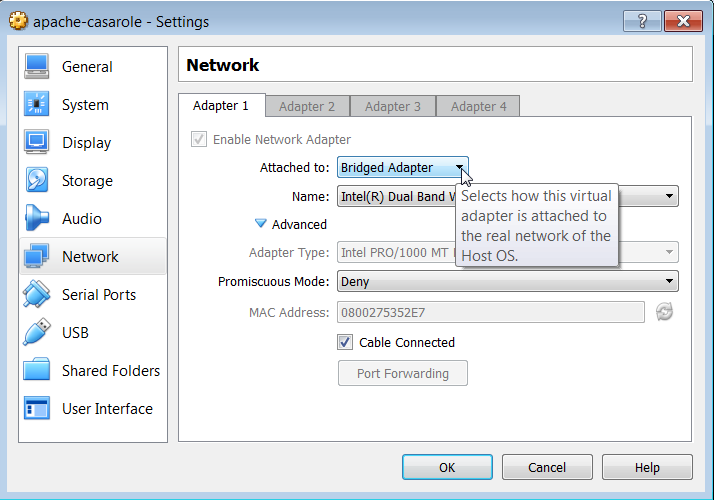 apache-casarole - Settings
?
General
System
Display
Storage
Audio
Network
Serial Ports
USB
Shared Folders
User Interface
Network
Adapter 1
Adapter 2
Adapter 3
Adapter 4
Enable Network Adapter
Attached to: Bridged Adapter
Name: Intel(R) Dual Band
Advanced
Adapter Type: Intel PRO/1000 MT
Promiscuous Mode: Deny
MAC Address: 0800275352E7
Cable Connected
Port Forwarding
Selects how this virtual
adapter is attached to
the real network of the
Host OS.
OK
Cancel
Help